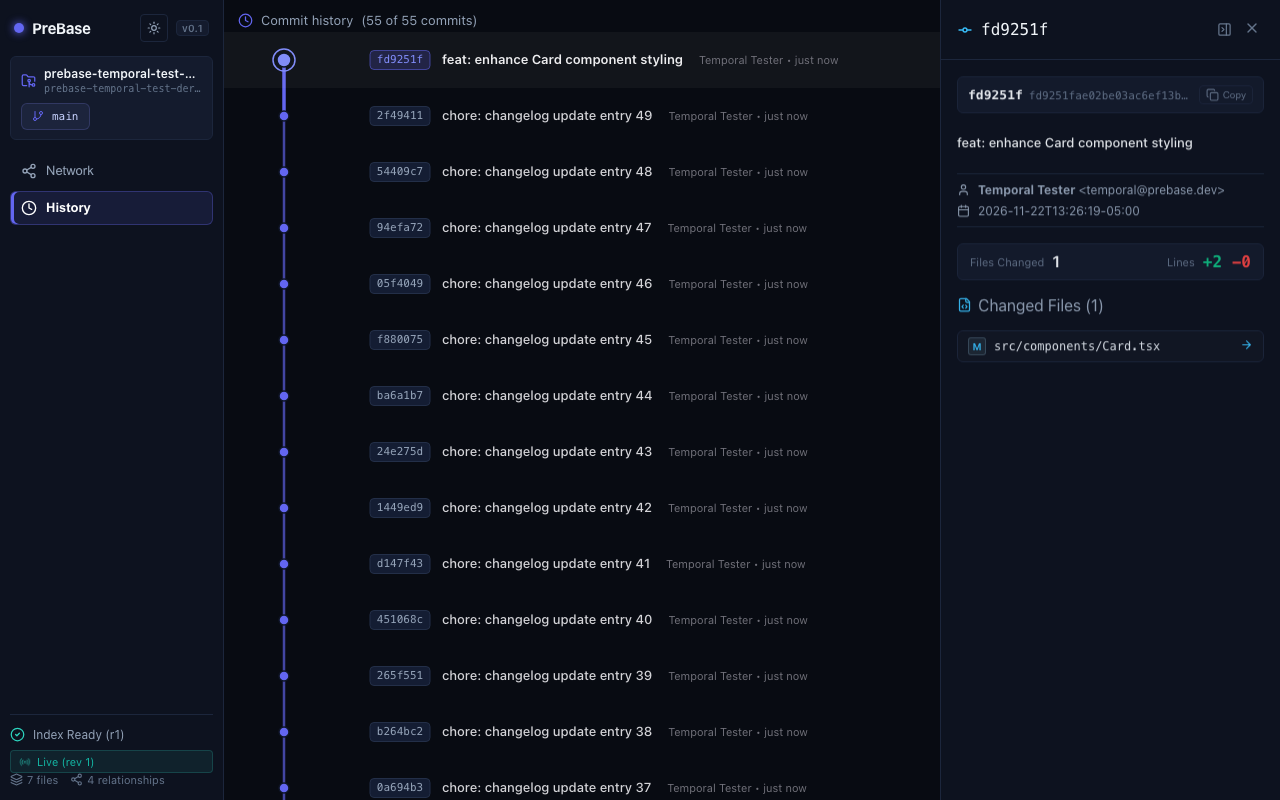 PreBase v0.1
prebase-temporal-test-...
prebase-temporal-test-der...
main
Network
History
Index Ready (r1)
Live (rev 1)
7 files 4 relationships
Commit history (55 of 55 commits)
fd9251f feat: enhance Card component styling Temporal Tester • just now
2f49411 chore: changelog update entry 49 Temporal Tester • just now
54409c7 chore: changelog update entry 48 Temporal Tester • just now
94efa72 chore: changelog update entry 47 Temporal Tester • just now
05f4049 chore: changelog update entry 46 Temporal Tester • just now
f880075 chore: changelog update entry 45 Temporal Tester • just now
ba6a1b7 chore: changelog update entry 44 Temporal Tester • just now
24e275d chore: changelog update entry 43 Temporal Tester • just now
1449ed9 chore: changelog update entry 42 Temporal Tester • just now
d147f43 chore: changelog update entry 41 Temporal Tester • just now
451068c chore: changelog update entry 40 Temporal Tester • just now
265f551 chore: changelog update entry 39 Temporal Tester • just now
b264bc2 chore: changelog update entry 38 Temporal Tester • just now
0a694b3 chore: changelog update entry 37 Temporal Tester • just now
fd9251f
fd9251f fd9251fae02be03ac6ef13b... Copy
feat: enhance Card component styling
Temporal Tester <temporal@prebase.dev>
2026-11-22T13:26:19-05:00
Files Changed 1 Lines +2 −0
Changed Files (1)
M src/components/Card.tsx